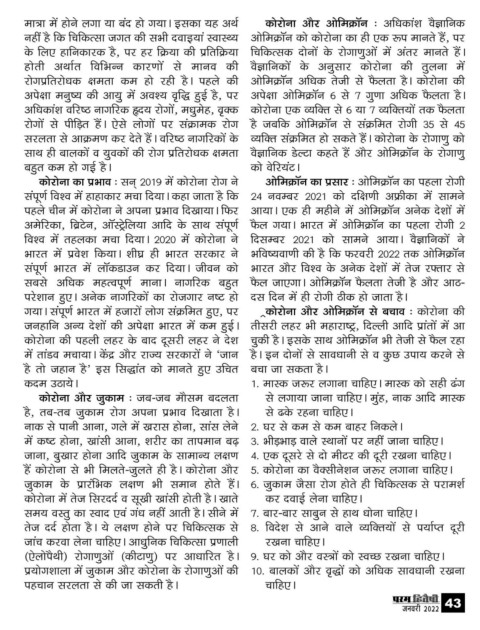 मात्रा में होने लगा या बंद हो गया। इसका यह अर्थ
नहीं है कि चिकित्सा जगत की सभी दवाइयां स्वास्थ्य
के लिए हानिकारक है, पर हर क्रिया की प्रतिक्रिया
होती अर्थात विभिन्न कारणों से मानव की
रोगप्रतिरोधक क्षमता कम हो रही है। पहले की
अपेक्षा मनुष्य की आयु में अवश्य वृद्धि हुई है, पर
अधिकांश वरिष्ठ नागरिक हृदय रोगों, मधुमेह, वृक्क
रोगों से पीड़ित हैं। ऐसे लोगों पर संक्रामक रोग
सरलता से आक्रमण कर देते हैं। वरिष्ठ नागरिकों के
साथ ही बालकों व युवकों की रोग प्रतिरोधक क्षमता
बहुत कम हो गई है।
कोरोना का प्रभाव : सन् 2019 में कोरोना रोग ने
संपूर्ण विश्व में हाहाकार मचा दिया। कहा जाता है कि
पहले चीन में कोरोना ने अपना प्रभाव दिखाया। फिर
अमेरिका, ब्रिटेन, ऑस्ट्रेलिया आदि के साथ संपूर्ण
विश्व में तहलका मचा दिया। 2020 में कोरोना ने
भारत में प्रवेश किया। शीघ्र ही भारत सरकार ने
संपूर्ण भारत में लॉकडाउन कर दिया। जीवन को
सबसे अधिक महत्वपूर्ण माना। नागरिक बहुत
परेशान हुए। अनेक नागरिकों का रोजगार नष्ट हो
गया। संपूर्ण भारत में हजारों लोग संक्रमित हुए, पर
जनहानि अन्य देशों की अपेक्षा भारत में कम हुई।
कोरोना की पहली लहर के बाद दूसरी लहर ने देश
में तांडव मचाया। केंद्र और राज्य सरकारों ने 'जान
है तो जहान है' इस सिद्धांत को मानते हुए उचित
कदम उठाये।
कोरोना और जुकाम : जब-जब मौसम बदलता
है, तब-तब जुकाम रोग अपना प्रभाव दिखाता है।
नाक से पानी आना, गले में खरास होना, सांस लेने
में कष्ट होना, खांसी आना, शरीर का तापमान बढ़
जाना, बुखार होना आदि जुकाम के सामान्य लक्षण
हैं कोरोना से भी मिलते-जुलते ही है। कोरोना और
जुकाम के प्रारंभिक लक्षण भी समान होते हैं।
कोरोना में तेज सिरदर्द व सूखी खांसी होती है। खाते
समय वस्तु का स्वाद एवं गंध नहीं आती है। सीने में
तेज दर्द होता है। ये लक्षण होने पर चिकित्सक से
जांच करवा लेना चाहिए। आधुनिक चिकित्सा प्रणाली
(ऐलोपैथी) रोगाणुओं (कीटाणु) पर आधारित है।
प्रयोगशाला में जुकाम और कोरोना के रोगाणुओं की
पहचान सरलता से की जा सकती है।
कोरोना और ओमिक्रॉन : अधिकांश वैज्ञानिक
ओमिक्रॉन को कोरोना का ही एक रूप मानते हैं, पर
चिकित्सक दोनों के रोगाणुओं में अंतर मानते हैं।
वैज्ञानिकों के अनुसार कोरोना की तुलना में
ओमिक्रॉन अधिक तेजी से फैलता है। कोरोना की
अपेक्षा ओमिक्रॉन 6 से 7 गुणा अधिक फैलता है।
कोरोना एक व्यक्ति से 6 या 7 व्यक्तियों तक फैलता
है जबकि ओमिक्रॉन से संक्रमित रोगी 35 से 45
व्यक्ति संक्रमित हो सकते हैं। कोरोना के रोगाणु को
वैज्ञानिक डेल्टा कहते हैं और ओमिक्रॉन के रोगाणु
को वेरियंट।
ओमिक्रॉन का प्रसार : ओमिक्रॉन का पहला रोगी
24 नवम्बर 2021 को दक्षिणी अफ्रीका में सामने
आया। एक ही महीने में ओमिक्रॉन अनेक देशों में
फैल गया। भारत में ओमिक्रॉन का पहला रोगी 2
दिसम्बर 2021 को सामने आया। वैज्ञानिकों ने
भविष्यवाणी की है कि फरवरी 2022 तक ओमिक्रॉन
भारत और विश्व के अनेक देशों में तेज रफ्तार से
फैल जाएगा। ओमिक्रॉन फैलता तेजी है और आठ-
दस दिन में ही रोगी ठीक हो जाता है।
कोरोना और ओमिक्रॉन से बचाव : कोरोना की
तीसरी लहर भी महाराष्ट्र, दिल्ली आदि प्रांतों में आ
चुकी है। इसके साथ ओमिक्रॉन भी तेजी से फैल रहा
है। इन दोनों से सावधानी से व कुछ उपाय करने से
बचा जा सकता है।
1. मास्क जरूर लगाना चाहिए। मास्क को सही ढंग
से लगाया जाना चाहिए। मुंह, नाक आदि मास्क
से ढके रहना चाहिए।
2. घर से कम से कम बाहर निकले।
3. भीड़भाड़ वाले स्थानों पर नहीं जाना चाहिए।
4. एक दूसरे से दो मीटर की दूरी रखना चाहिए।
5. कोरोना का वैक्सीनेशन जरूर लगाना चाहिए।
6. जुकाम जैसा रोग होते ही चिकित्सक से परामर्श
कर दवाई लेना चाहिए।
7. बार-बार साबुन से हाथ धोना चाहिए।
8. विदेश से आने वाले व्यक्तियों से पर्याप्त दूरी
रखना चाहिए।
9. घर को और वस्त्रों को स्वच्छ रखना चाहिए।
10. बालकों और वृद्धों को अधिक सावधानी रखना
चाहिए।
परम हितैषी
जनवरी 2022 43